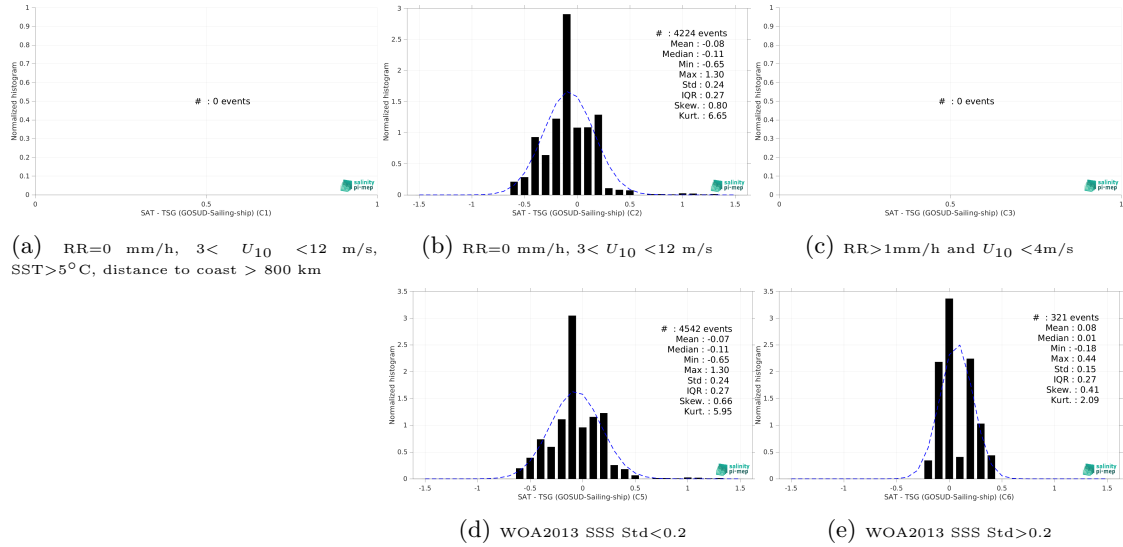 1
0.9
0.8
0.7
0.6
0.5
0.4
0.3
0.2
0.1
0
Normalized histogram
# : 0 events
0 0.5 1
SAT - TSG (GOSUD-Sailing-ship) (C1)
salinity
pi-mep
(a) RR=0 mm/h, 3< U10 <12 m/s,
SST>5°C, distance to coast > 800 km
3
2.5
2
1.5
1
0.5
0
Normalized histogram
# : 4224 events
Mean : -0.08
Median : -0.11
Min : -0.65
Max : 1.30
Std : 0.24
IQR : 0.27
Skew. : 0.80
Kurt. : 6.65
-1.5 -1 -0.5 0 0.5 1 1.5
SAT - TSG (GOSUD-Sailing-ship) (C2)
salinity
pi-mep
(b) RR=0 mm/h, 3< U10 <12 m/s
1
0.9
0.8
0.7
0.6
0.5
0.4
0.3
0.2
0.1
0
Normalized histogram
# : 0 events
0 0.5 1
SAT - TSG (GOSUD-Sailing-ship) (C3)
salinity
pi-mep
(c) RR>1mm/h and U10 <4m/s
3.5
3
2.5
2
1.5
1
0.5
0
Normalized histogram
# : 4542 events
Mean : -0.07
Median : -0.11
Min : -0.65
Max : 1.30
Std : 0.24
IQR : 0.27
Skew. : 0.66
Kurt. : 5.95
-1.5 -1 -0.5 0 0.5 1 1.5
SAT - TSG (GOSUD-Sailing-ship) (C5)
salinity
pi-mep
(d) WOA2013 SSS Std<0.2
3.5
3
2.5
2
1.5
1
0.5
0
Normalized histogram
# : 321 events
Mean : 0.08
Median : 0.01
Min : -0.18
Max : 0.44
Std : 0.15
IQR : 0.27
Skew. : 0.41
Kurt. : 2.09
-1.5 -1 -0.5 0 0.5 1 1.5
SAT - TSG (GOSUD-Sailing-ship) (C6)
salinity
pi-mep
(e) WOA2013 SSS Std>0.2